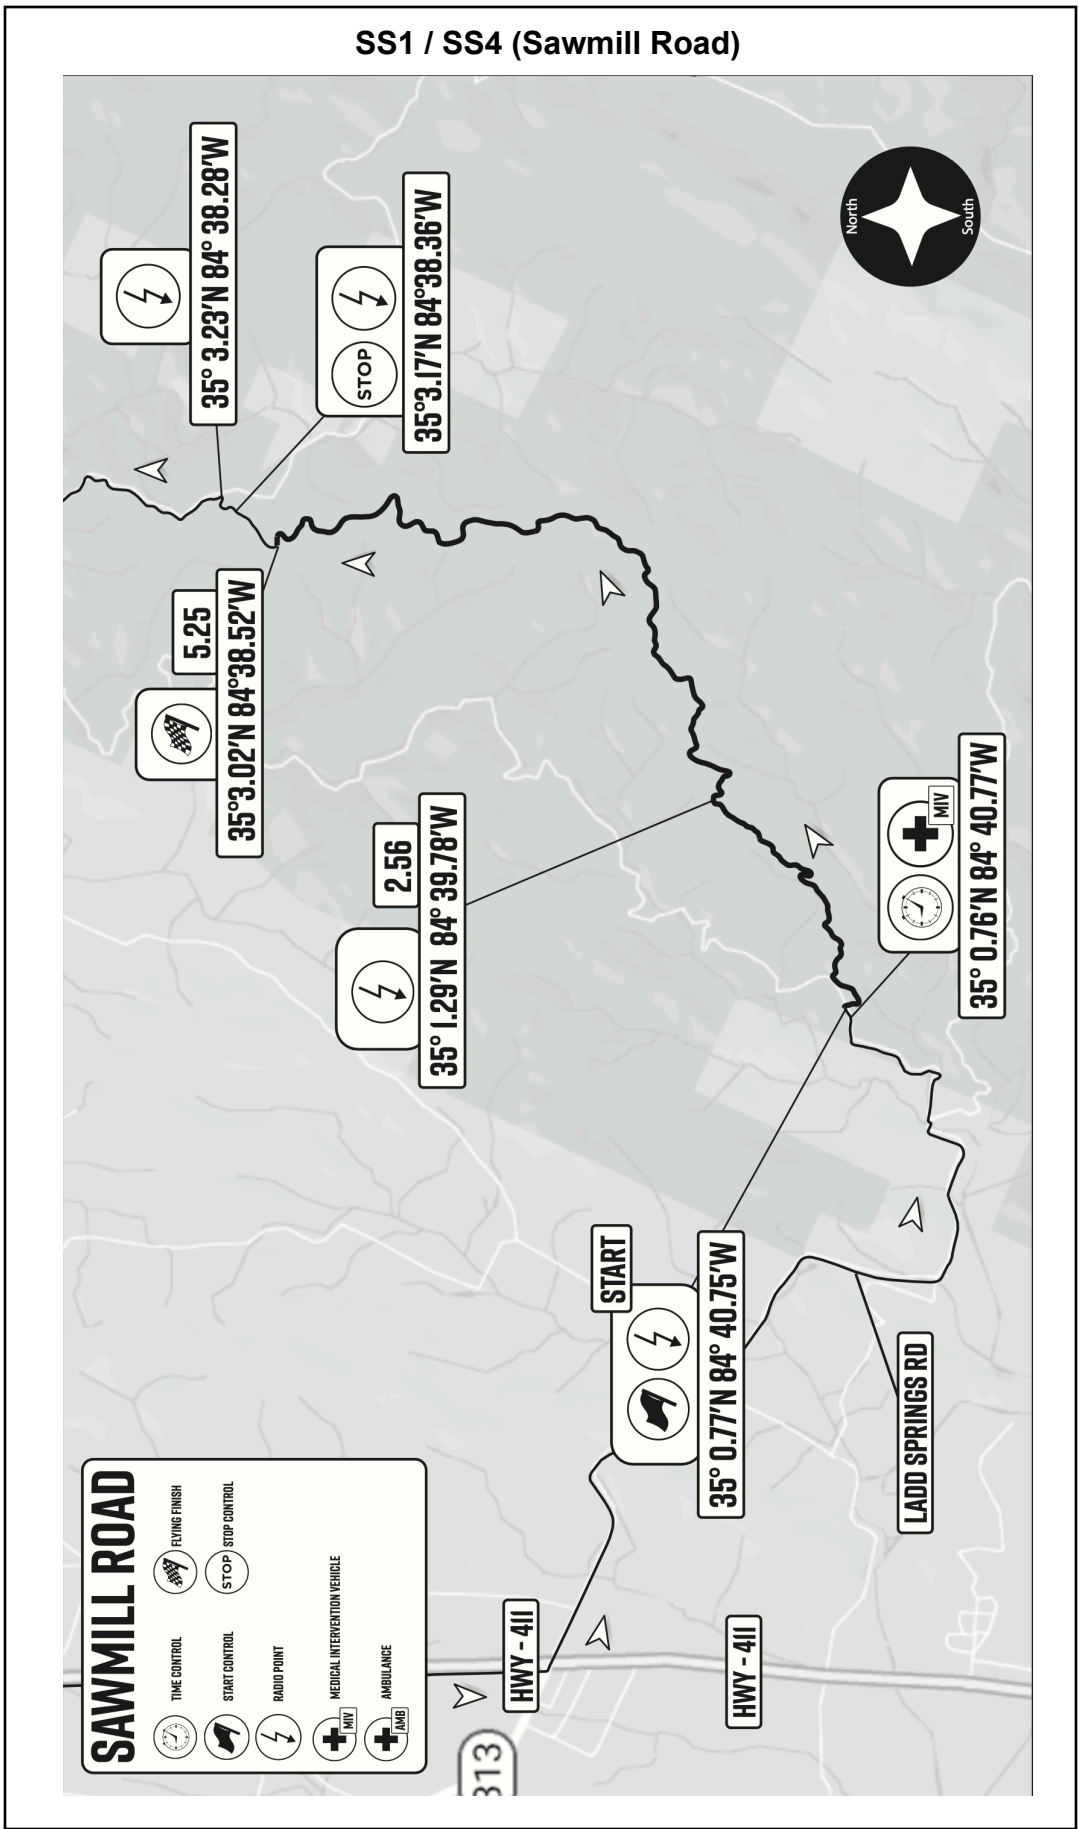 SS1 / SS4 (Sawmill Road)
35° 3.23'N 84° 38.28'W
STOP
35°3.17'N 84°38.36'W
North
South
5.25
35°3.02'N 84°38.52'W
2.56
35° 1.29'N 84° 39.78'W
MIV
35° 0.76'N 84° 40.77'W
START
35° 0.77'N 84° 40.75'W
LADD SPRINGS RD
SAWMILL ROAD
TIME CONTROL
FLYING FINISH
START CONTROL
STOP
STOP CONTROL
RADIO POINT
MIV
MEDICAL INTERVENTION VEHICLE
AMB
AMBULANCE
HWY - 411
HWY - 411
313